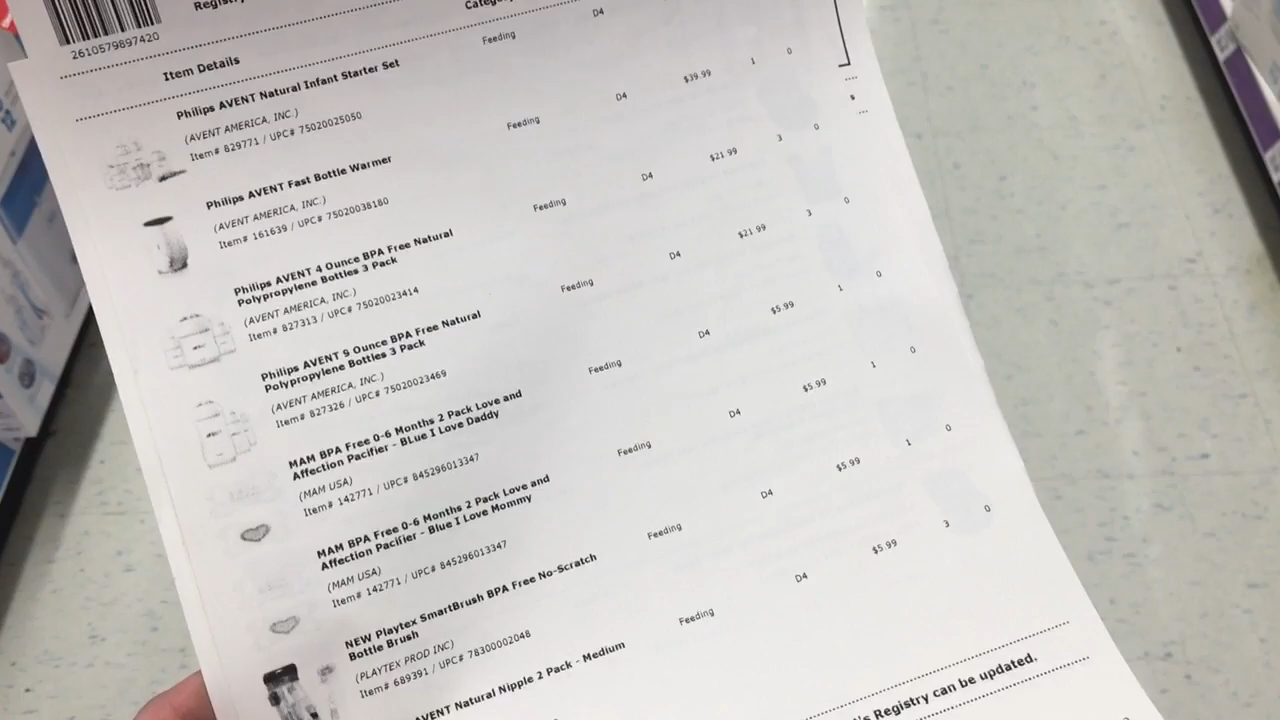 Registry
2610579897420
Item Details
Philips AVENT Natural Infant Starter Set Feeding D4
(AVENT AMERICA, INC.)
Item# 829771 / UPC# 75020025050
Philips AVENT Fast Bottle Warmer Feeding D4 $39.99 1 0
(AVENT AMERICA, INC.)
Item# 161639 / UPC# 75020038180
Philips AVENT 4 Ounce BPA Free Natural Feeding D4 $21.99 3 0
Polypropylene Bottles 3 Pack
(AVENT AMERICA, INC.)
Item# 827313 / UPC# 75020023414
Philips AVENT 9 Ounce BPA Free Natural Feeding D4 $21.99 3 0
Polypropylene Bottles 3 Pack
(AVENT AMERICA, INC.)
Item# 827326 / UPC# 75020023469
MAM BPA Free 0-6 Months 2 Pack Love and Feeding D4 $5.99 1 0
Affection Pacifier - BLue I Love Daddy
(MAM USA)
Item# 142771 / UPC# 845296013347
MAM BPA Free 0-6 Months 2 Pack Love and Feeding D4 $5.99 1 0
Affection Pacifier - Blue I Love Mommy
(MAM USA)
Item# 142771 / UPC# 845296013347
NEW Playtex SmartBrush BPA Free No-Scratch Feeding D4 $5.99 1 0
Bottle Brush
(PLAYTEX PROD INC)
Item# 689391 / UPC# 78300002048
AVENT Natural Nipple 2 Pack - Medium Feeding D4 $5.99 3 0
Registry can be updated.